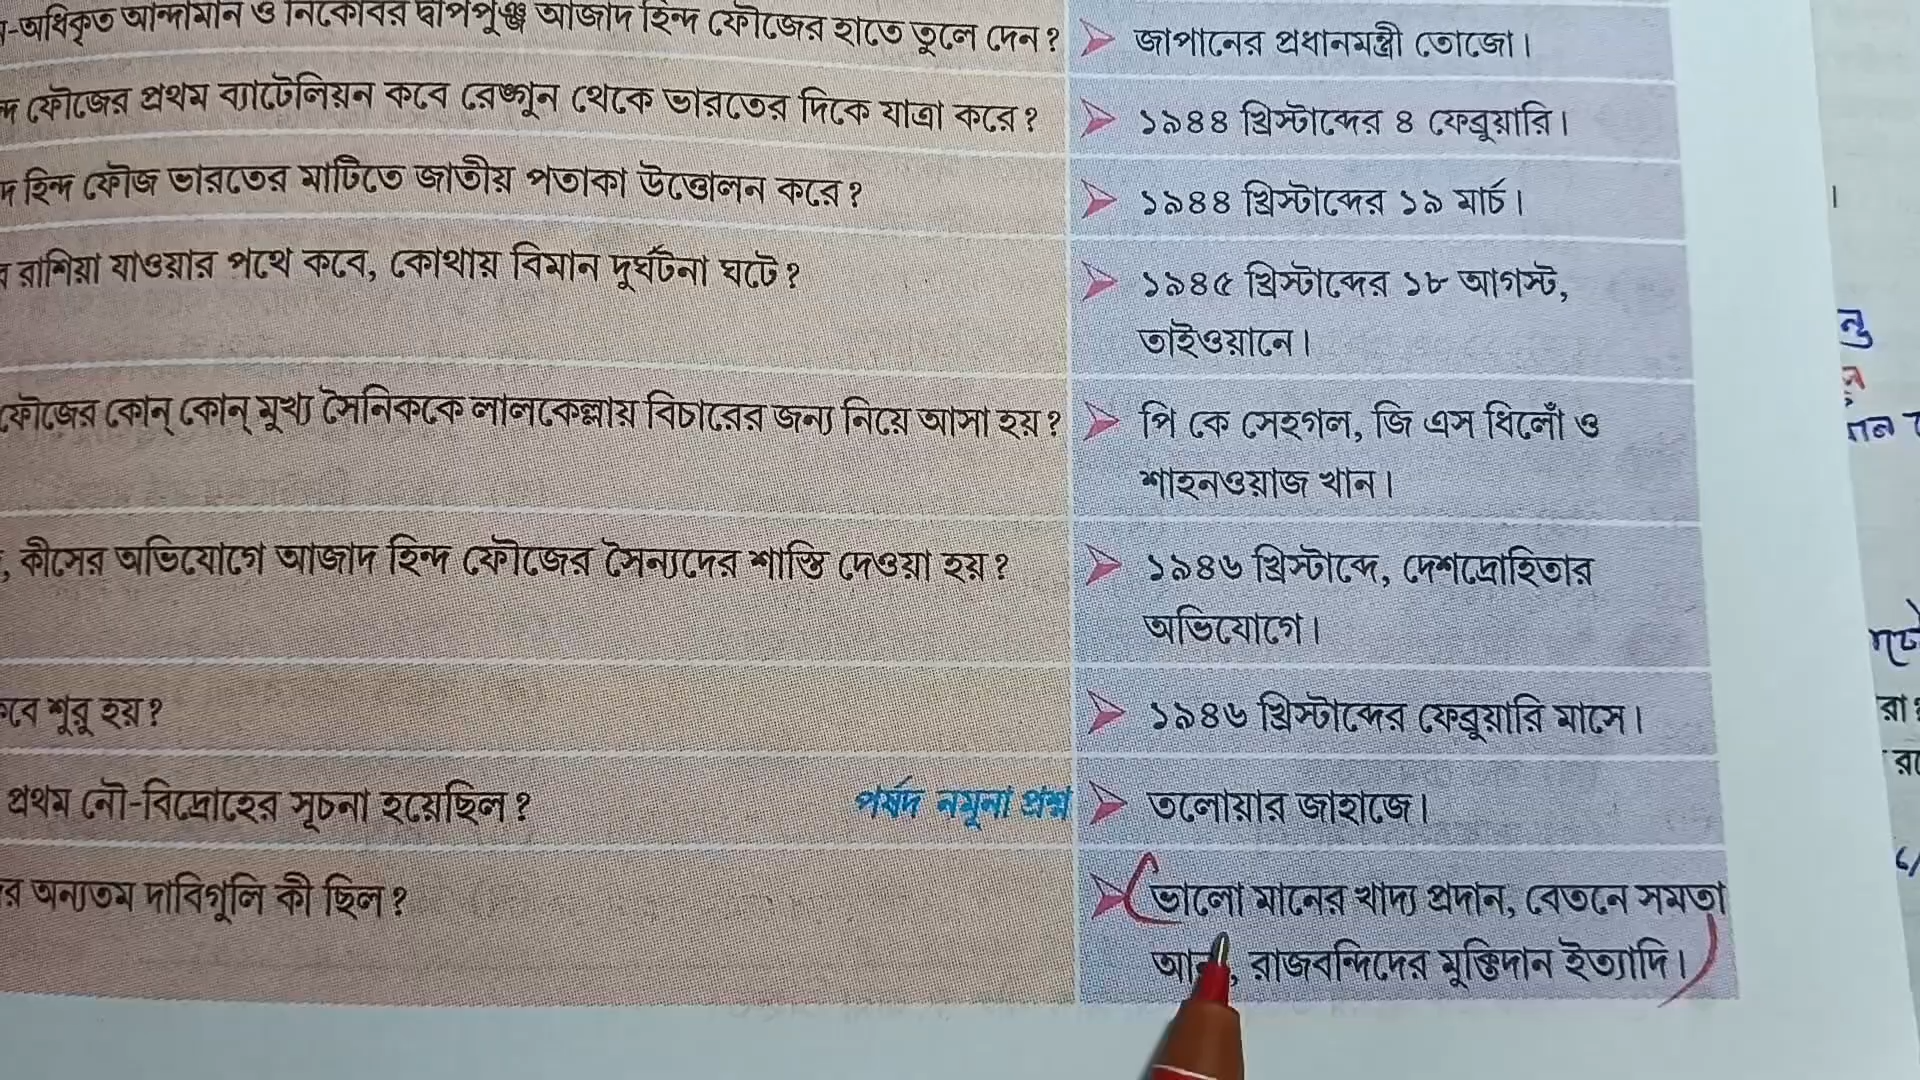 -অধিকৃত আন্দামান ও নিকোবর দ্বীপপুঞ্জ আজাদ হিন্দ ফৌজের হাতে তুলে দেন ? ➤ জাপানের প্রধানমন্ত্রী তোজো।
ফৌজের প্রথম ব্যাটেলিয়ন কবে রেঙ্গুন থেকে ভারতের দিকে যাত্রা করে ? ➤ ১৯৪৪ খ্রিস্টাব্দের ৪ ফেব্রুয়ারি।
হিন্দ ফৌজ ভারতের মাটিতে জাতীয় পতাকা উত্তোলন করে ? ➤ ১৯৪৪ খ্রিস্টাব্দের ১৯ মার্চ।
রাশিয়া যাওয়ার পথে কবে, কোথায় বিমান দুর্ঘটনা ঘটে ? ➤ ১৯৪৫ খ্রিস্টাব্দের ১৮ আগস্ট,
তাইওয়ানে।
ফৌজের কোন্ কোন্ মুখ্য সৈনিককে লালকেল্লায় বিচারের জন্য নিয়ে আসা হয় ? ➤ পি কে সেহগল, জি এস ধিলোঁ ও
শাহনওয়াজ খান।
, কীসের অভিযোগে আজাদ হিন্দ ফৌজের সৈন্যদের শাস্তি দেওয়া হয় ? ➤ ১৯৪৬ খ্রিস্টাব্দে, দেশদ্রোহিতার
অভিযোগে।
শুরু হয় ? ➤ ১৯৪৬ খ্রিস্টাব্দের ফেব্রুয়ারি মাসে।
প্রথম নৌ-বিদ্রোহের সূচনা হয়েছিল ? পর্ষদ নমুনা প্রশ্ন ➤ তলোয়ার জাহাজে।
অন্যতম দাবিগুলি কী ছিল ? ➤ ভালো মানের খাদ্য প্রদান, বেতনে সমতা
রাজবন্দিদের মুক্তিদান ইত্যাদি।